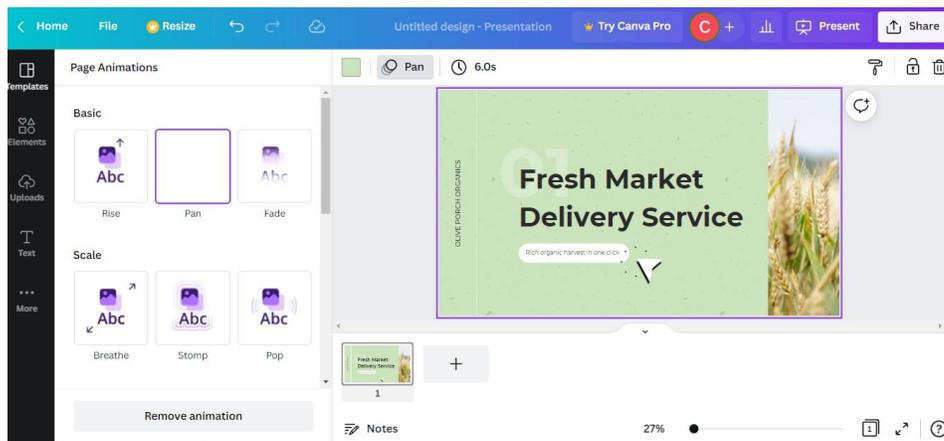 Home File Resize Untitled design - Presentation Try Canva Pro C + Present Share
Templates
Elements
Uploads
Text
More
Page Animations
Basic
Abc Abc
Rise Pan Fade
Scale
Abc Abc Abc
Breathe Stomp Pop
Remove animation
Pan 6.0s
OLIVE PORCH ORGANICS
01
Fresh Market
Delivery Service
Rich organic harvest in one click
Fresh Market
Delivery Service
+
1
Notes 27% 1 ?